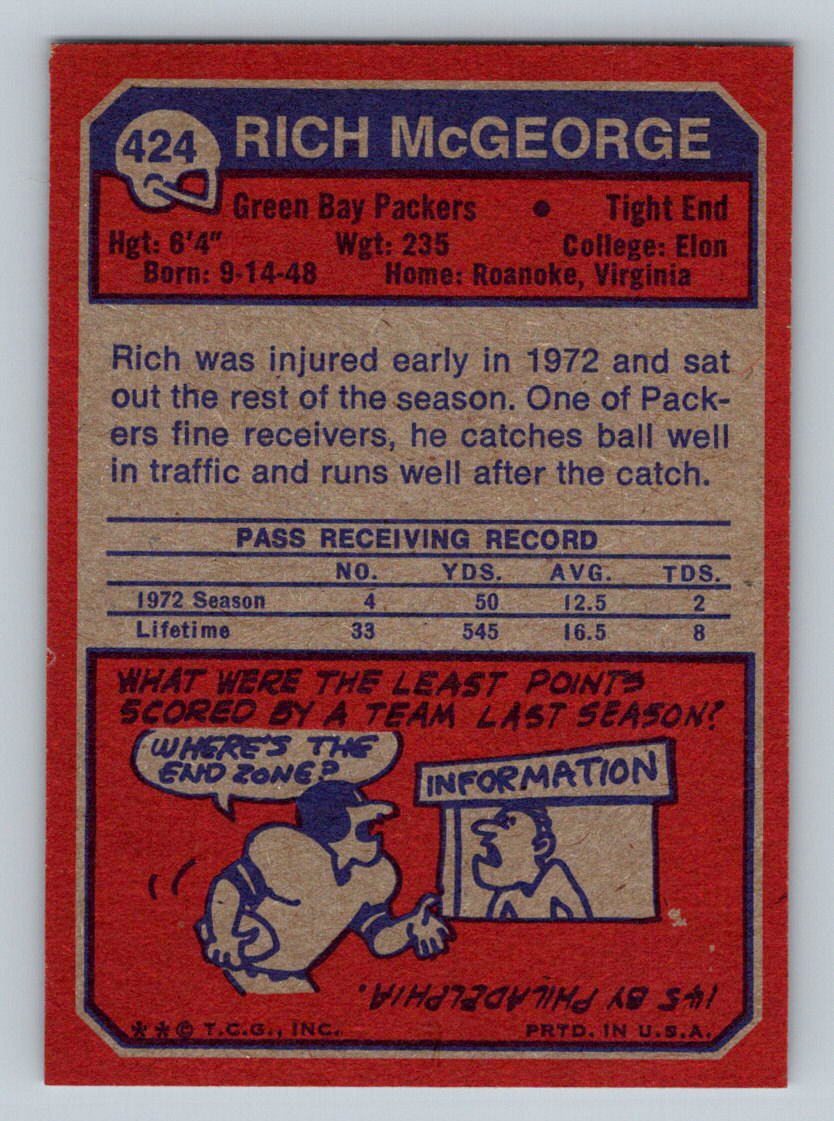 424 RICH McGEORGE
Green Bay Packers • Tight End
Hgt: 6'4" Wgt: 235 College: Elon
Born: 9-14-48 Home: Roanoke, Virginia
Rich was injured early in 1972 and sat
out the rest of the season. One of Pack-
ers fine receivers, he catches ball well
in traffic and runs well after the catch.
PASS RECEIVING RECORD
NO. YDS. AVG. TDS.
1972 Season 4 50 12.5 2
Lifetime 33 545 16.5 8
WHAT WERE THE LEAST POINTS
SCORED BY A TEAM LAST SEASON?
WHERE'S THE
END ZONE?
INFORMATION
145 BY PHILADELPHIA.
**© T.C.G., INC. PRTD. IN U.S.A.